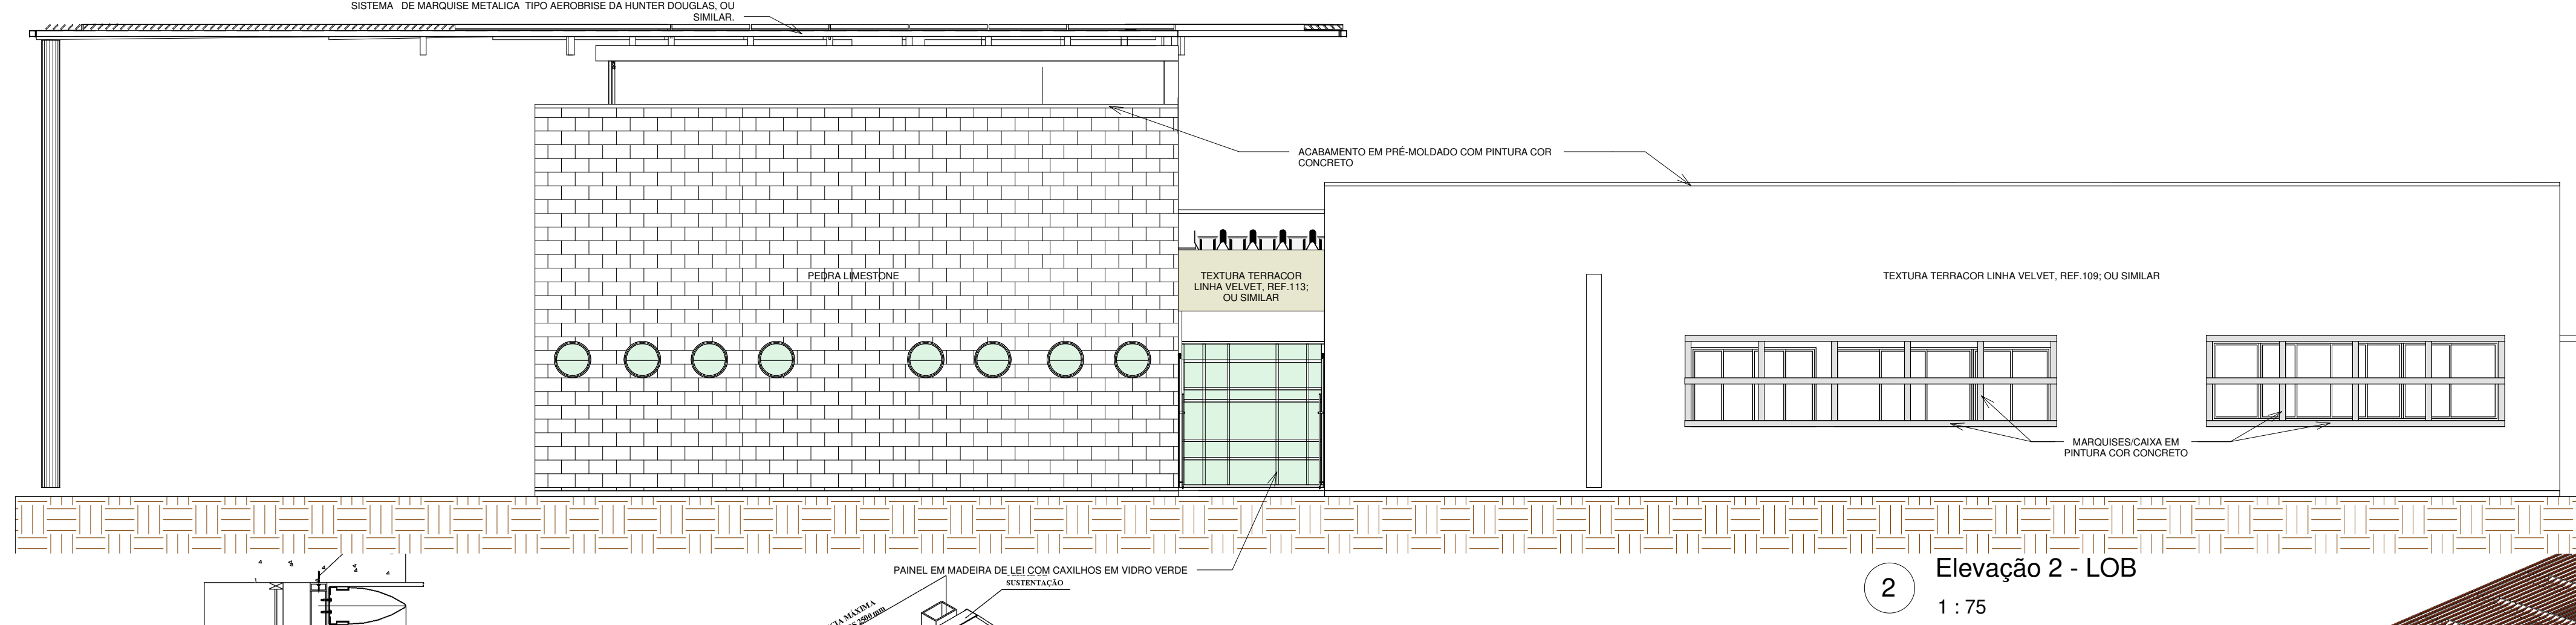 SISTEMA DE MARQUISE METALICA TIPO AEROBRISE DA HUNTER DOUGLAS, OU
SIMILAR.
ACABAMENTO EM PRÉ-MOLDADO COM PINTURA COR
CONCRETO
PEDRA LIMESTONE
TEXTURA TERRACOR
LINHA VELVET, REF.113;
OU SIMILAR
TEXTURA TERRACOR LINHA VELVET, REF.109; OU SIMILAR
MARQUISES/CAIXA EM
PINTURA COR CONCRETO
PAINEL EM MADEIRA DE LEI COM CAXILHOS EM VIDRO VERDE
SUSTENTAÇÃO
MÁXIMA
2500 mm
2
Elevação 2 - LOB
1 : 75